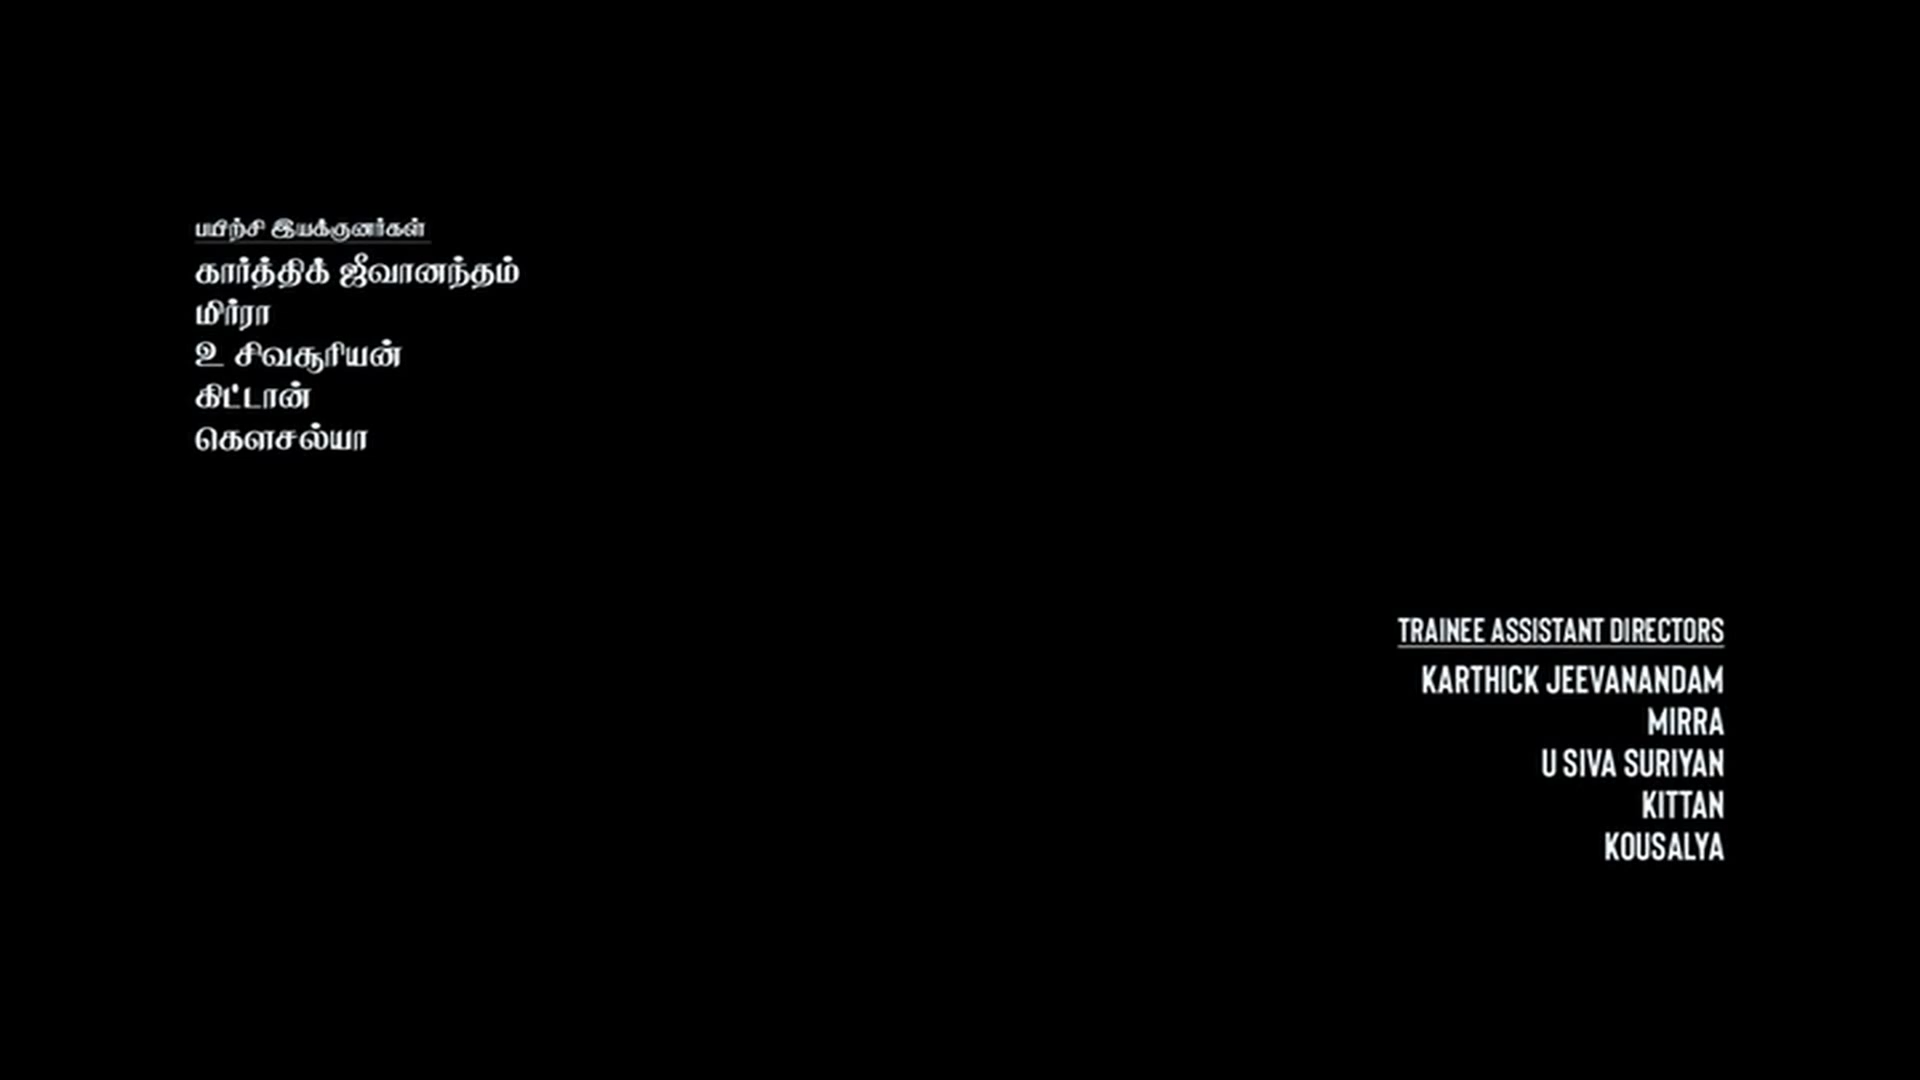 பயிற்சி இயக்குனர்கள்
கார்த்திக் ஜீவானந்தம்
மிர்ரா
உ சிவசூரியன்
கிட்டான்
கௌசல்யா
TRAINEE ASSISTANT DIRECTORS
KARTHICK JEEVANANDAM
MIRRA
U SIVA SURIYAN
KITTAN
KOUSALYA